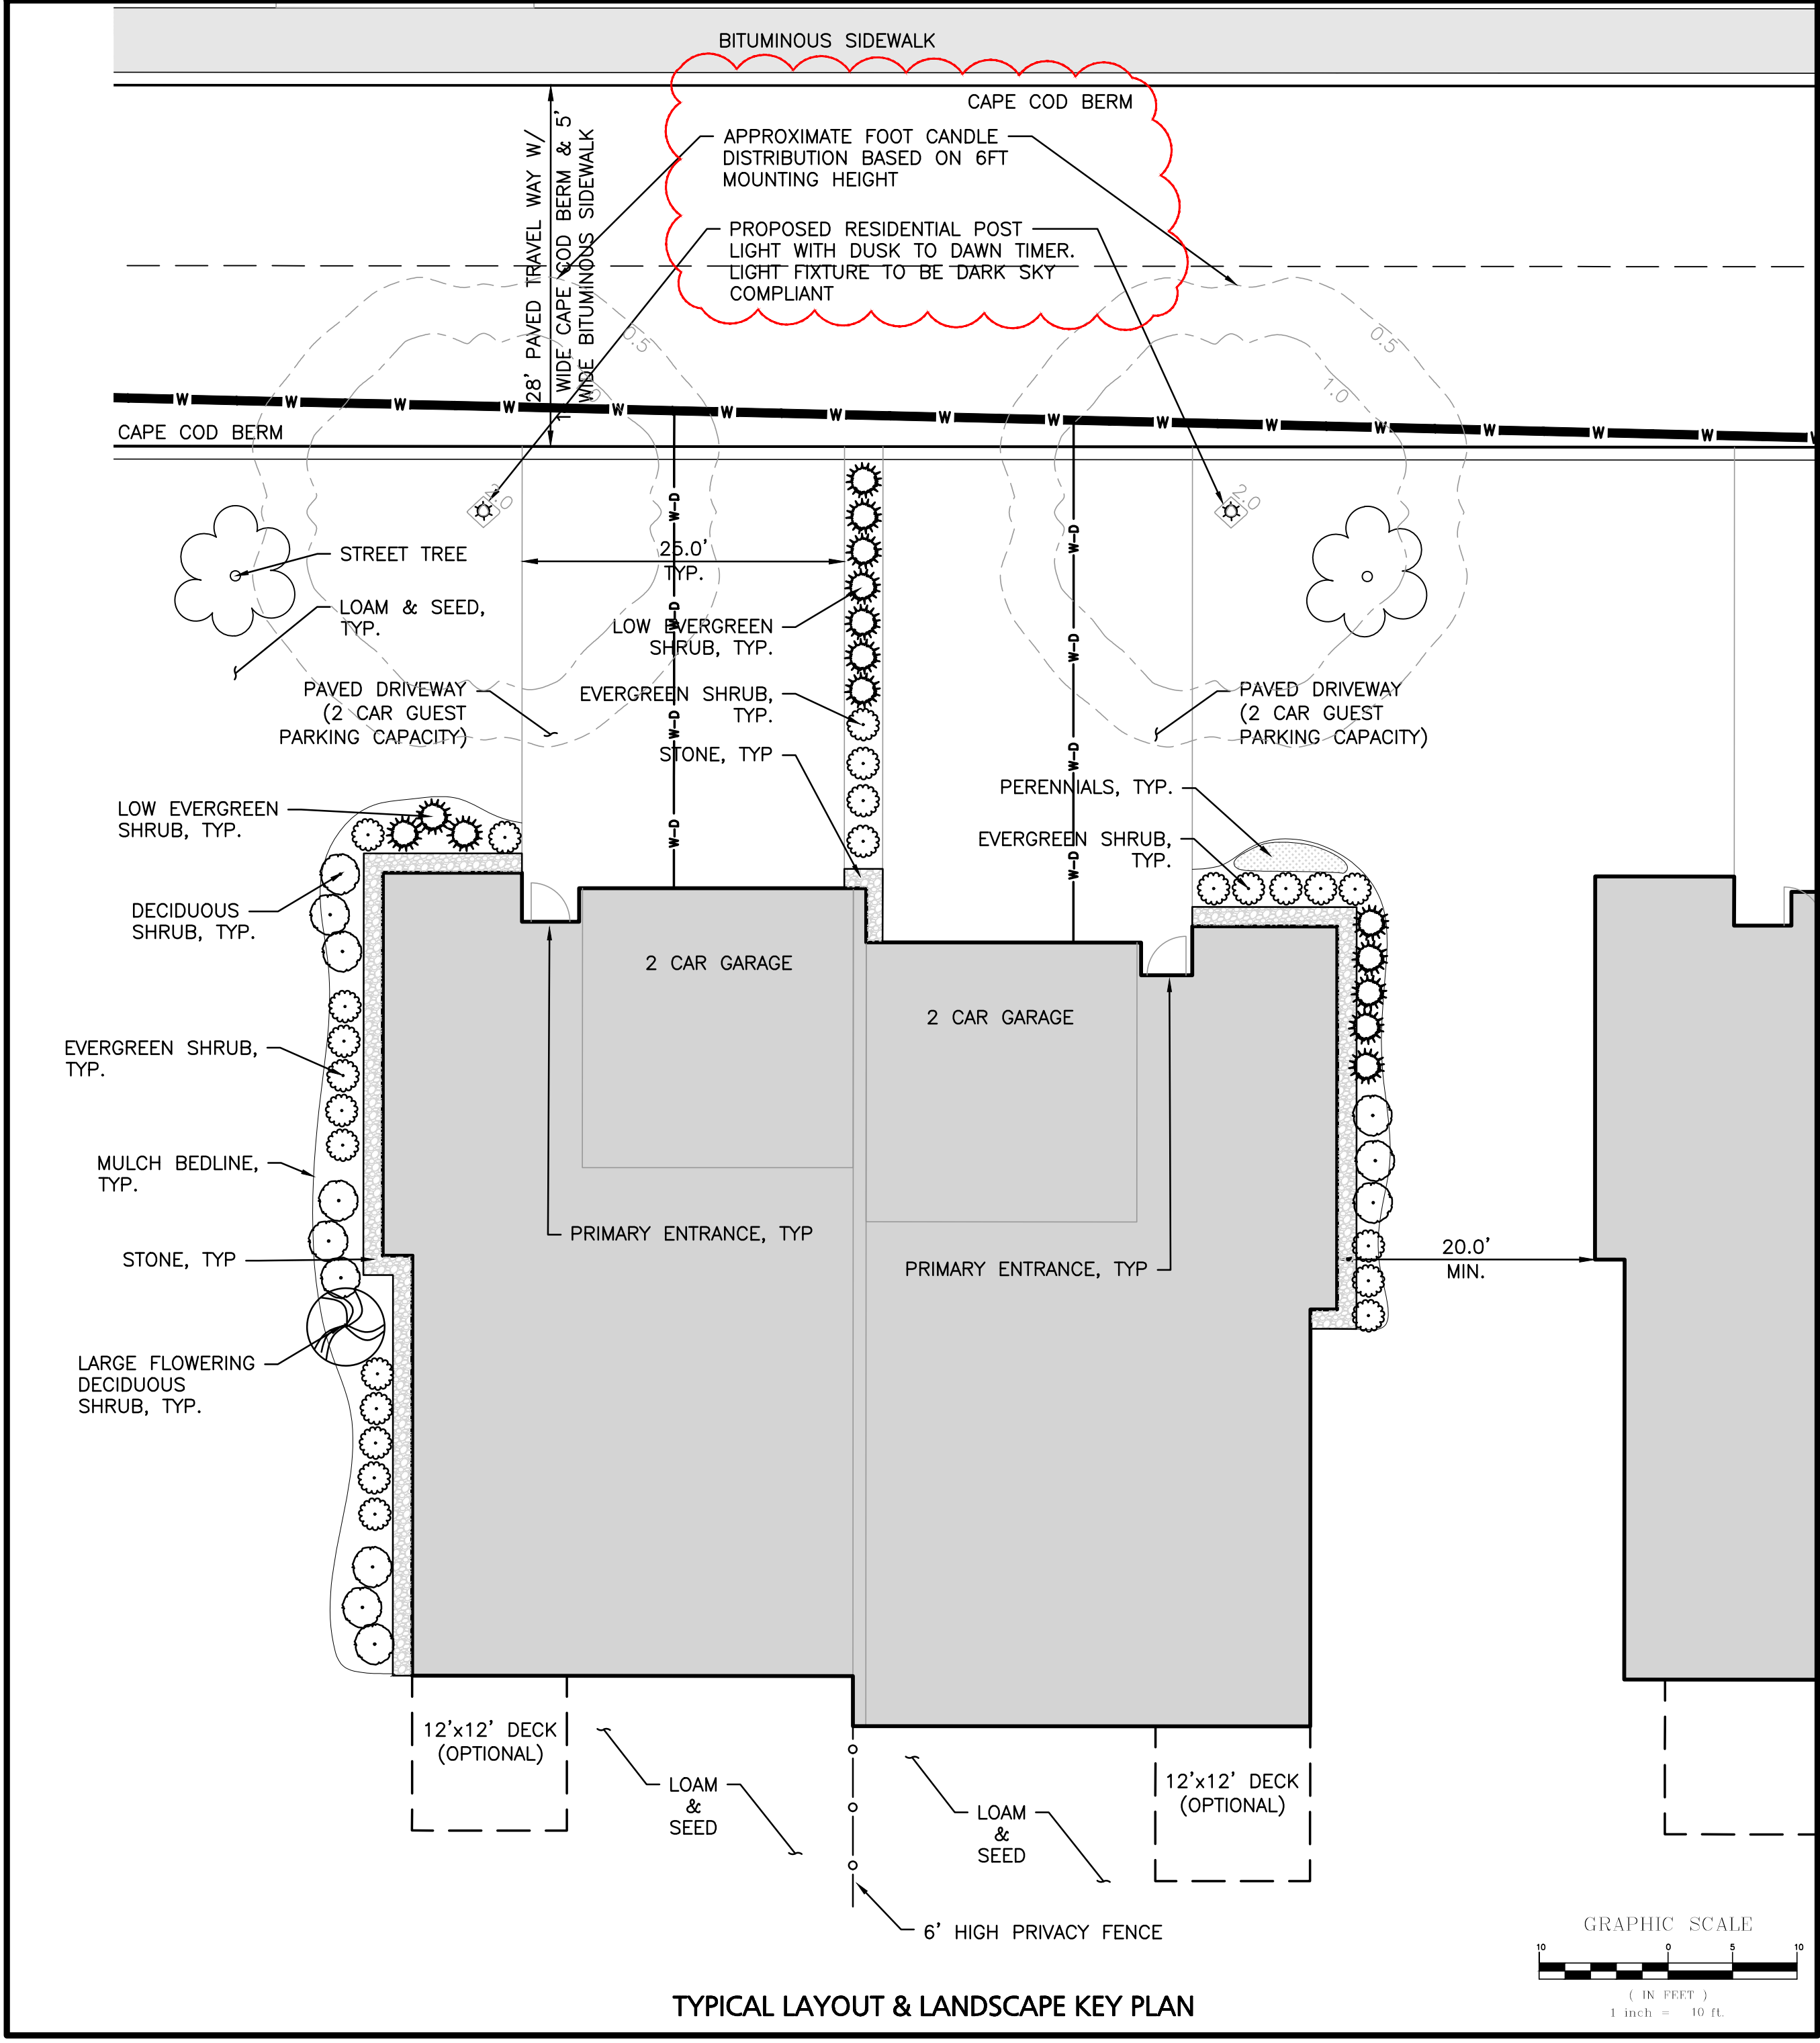 BITUMINOUS SIDEWALK
CAPE COD BERM
APPROXIMATE FOOT CANDLE
DISTRIBUTION BASED ON 6FT
MOUNTING HEIGHT
PROPOSED RESIDENTIAL POST
LIGHT WITH DUSK TO DAWN TIMER.
LIGHT FIXTURE TO BE DARK SKY
COMPLIANT
28' PAVED TRAVEL WAY W/
WIDE CAPE COD BERM & 5'
WIDE BITUMINOUS SIDEWALK
0.5
0.5
1.0
W W W W W W W W W W W W W W W W
CAPE COD BERM
2.0
2.0
W-D
W-D
STREET TREE
25.0'
TYP.
LOAM & SEED,
TYP.
W-D
W-D
LOW EVERGREEN
SHRUB, TYP.
PAVED DRIVEWAY
(2 CAR GUEST
PARKING CAPACITY)
EVERGREEN SHRUB,
TYP.
W-D
W-D
STONE, TYP
PAVED DRIVEWAY
(2 CAR GUEST
PARKING CAPACITY)
PERENNIALS, TYP.
LOW EVERGREEN
SHRUB, TYP.
W-D
EVERGREEN SHRUB,
TYP.
W-D
DECIDUOUS
SHRUB, TYP.
2 CAR GARAGE
2 CAR GARAGE
EVERGREEN SHRUB,
TYP.
MULCH BEDLINE,
TYP.
PRIMARY ENTRANCE, TYP
STONE, TYP
PRIMARY ENTRANCE, TYP
20.0'
MIN.
LARGE FLOWERING
DECIDUOUS
SHRUB, TYP.
12'x12' DECK
(OPTIONAL)
LOAM
&
SEED
LOAM
&
SEED
12'x12' DECK
(OPTIONAL)
6' HIGH PRIVACY FENCE
GRAPHIC SCALE
10 0 5 10
( IN FEET )
1 inch = 10 ft.
TYPICAL LAYOUT & LANDSCAPE KEY PLAN